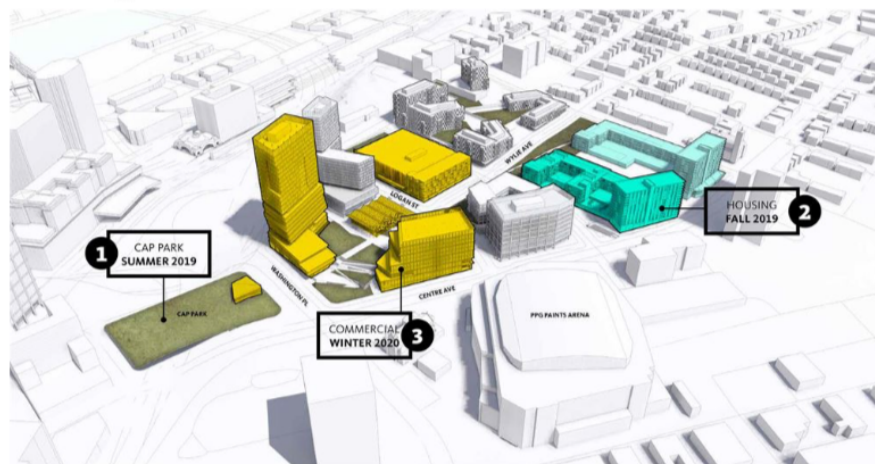 WYLIE AVE
LOGAN ST
HOUSING
FALL 2019
2
1
CAP PARK
SUMMER 2019
WASHINGTON PL
CENTRE AVE
CAP PARK
PPG PAINTS ARENA
COMMERCIAL
WINTER 2020
3